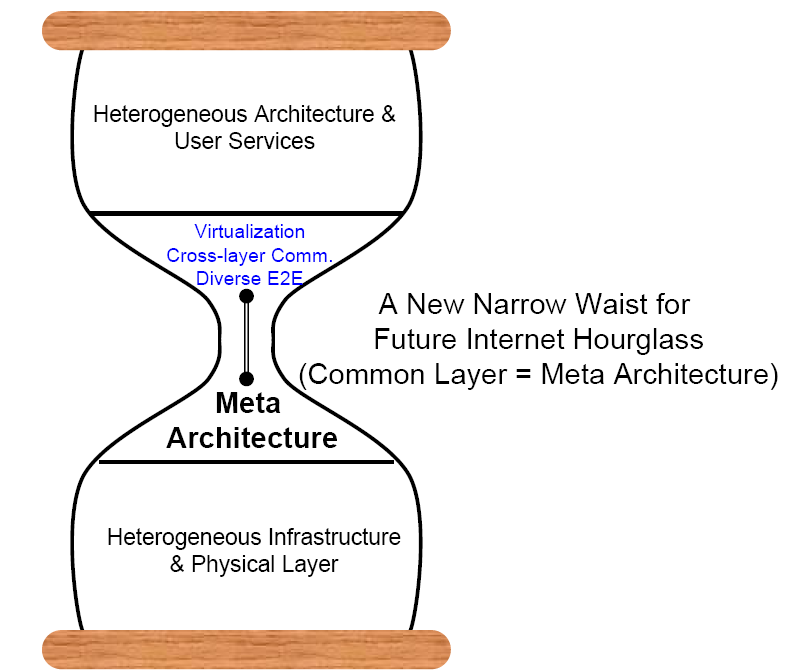 Heterogeneous Architecture &
User Services
Virtualization
Cross-layer Comm.
Diverse E2E
A New Narrow Waist for
Future Internet Hourglass
(Common Layer = Meta Architecture)
Meta
Architecture
Heterogeneous Infrastructure
& Physical Layer